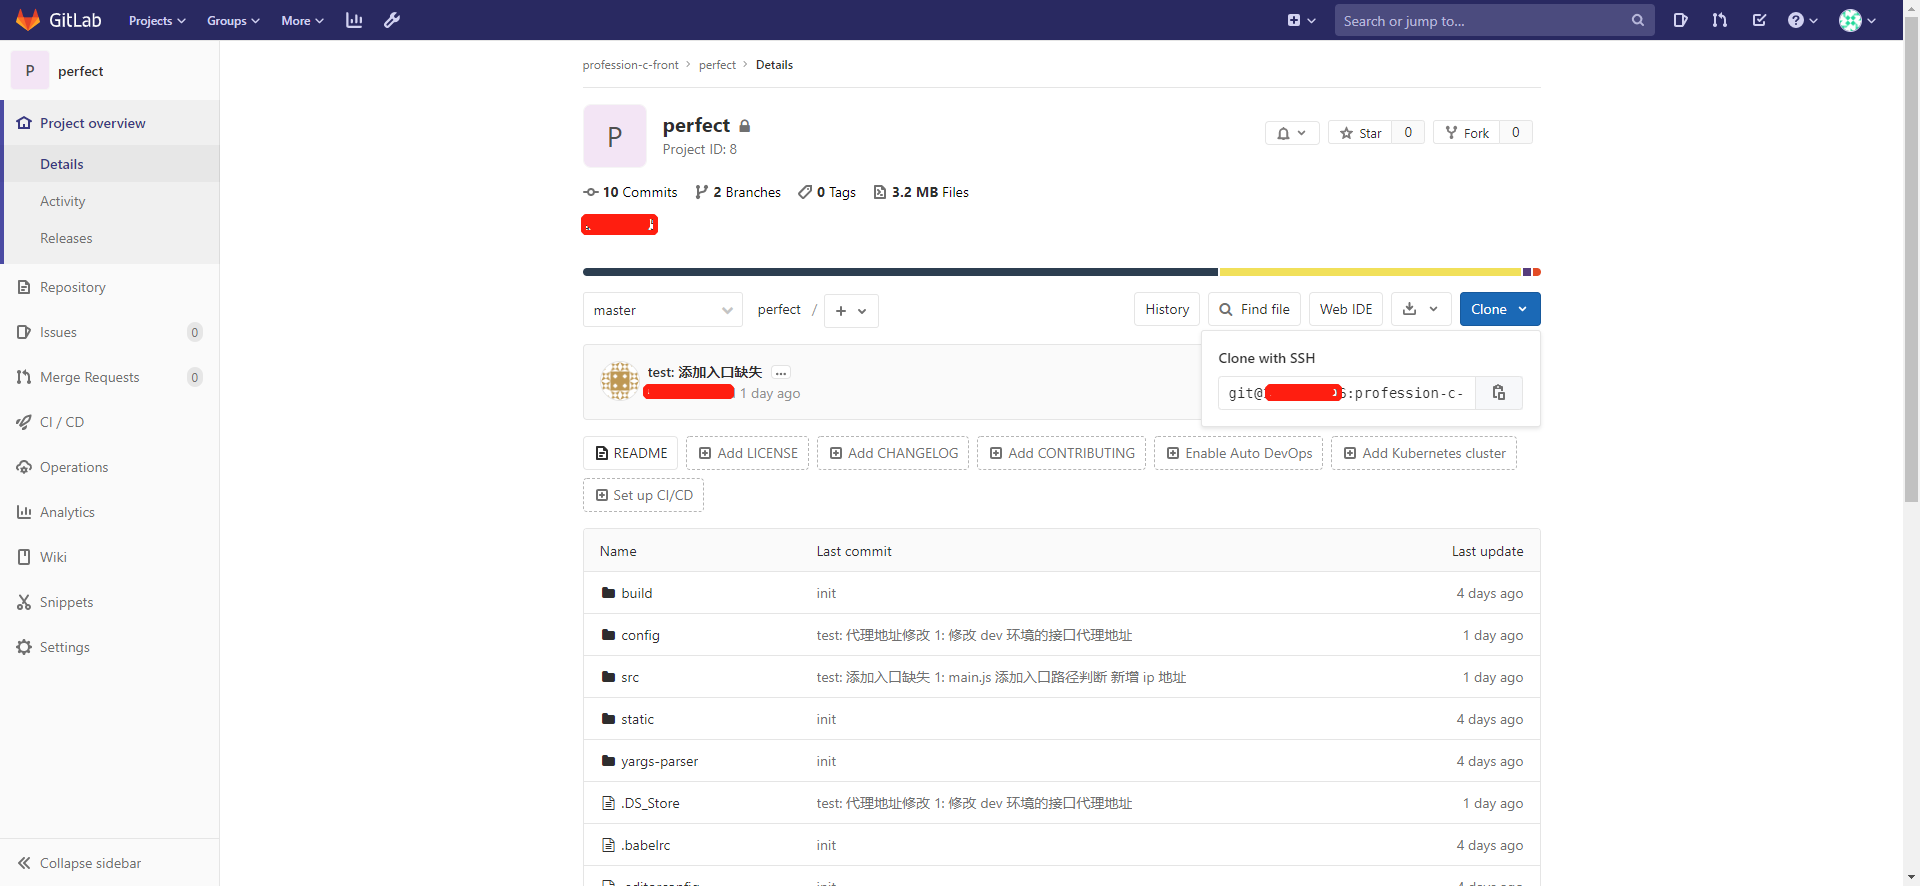 GitLab Projects Groups More Search or jump to...
P perfect
Project overview
Details
Activity
Releases
Repository
Issues 0
Merge Requests 0
CI / CD
Operations
Analytics
Wiki
Snippets
Settings
Collapse sidebar
profession-c-front > perfect > Details
P
perfect
Project ID: 8
Star 0 Fork 0
10 Commits 2 Branches 0 Tags 3.2 MB Files
master perfect / + History Find file Web IDE Clone
Clone with SSH
git@ :profession-c-
test: 添加入口缺失 ...
1 day ago
README Add LICENSE Add CHANGELOG Add CONTRIBUTING Enable Auto DevOps Add Kubernetes cluster
Set up CI/CD
Name Last commit Last update
build init 4 days ago
config test: 代理地址修改 1: 修改 dev 环境的接口代理地址 1 day ago
src test: 添加入口缺失 1: main.js 添加入口路径判断 新增 ip 地址 1 day ago
static init 4 days ago
yargs-parser init 4 days ago
.DS_Store test: 代理地址修改 1: 修改 dev 环境的接口代理地址 1 day ago
.babelrc init 4 days ago